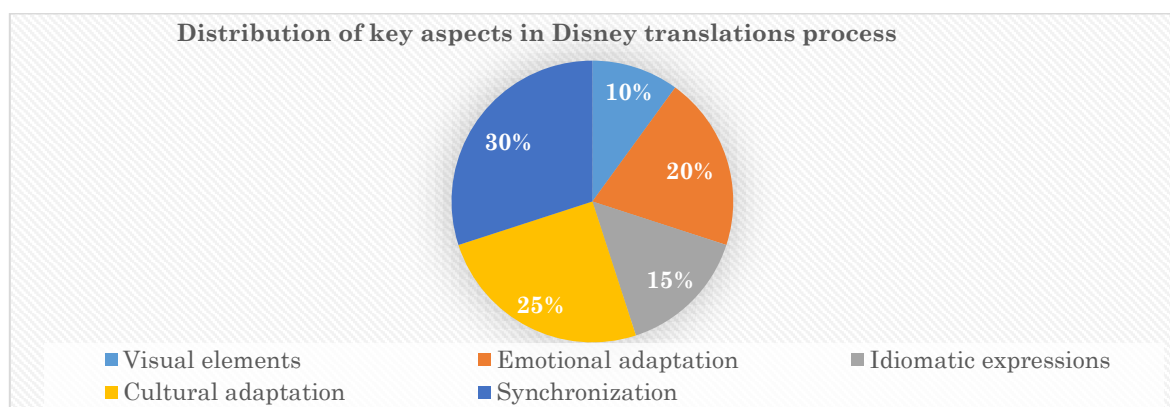 Distribution of key aspects in Disney translations process
10%
30%
20%
15%
25%
Visual elements Emotional adaptation Idiomatic expressions
Cultural adaptation Synchronization